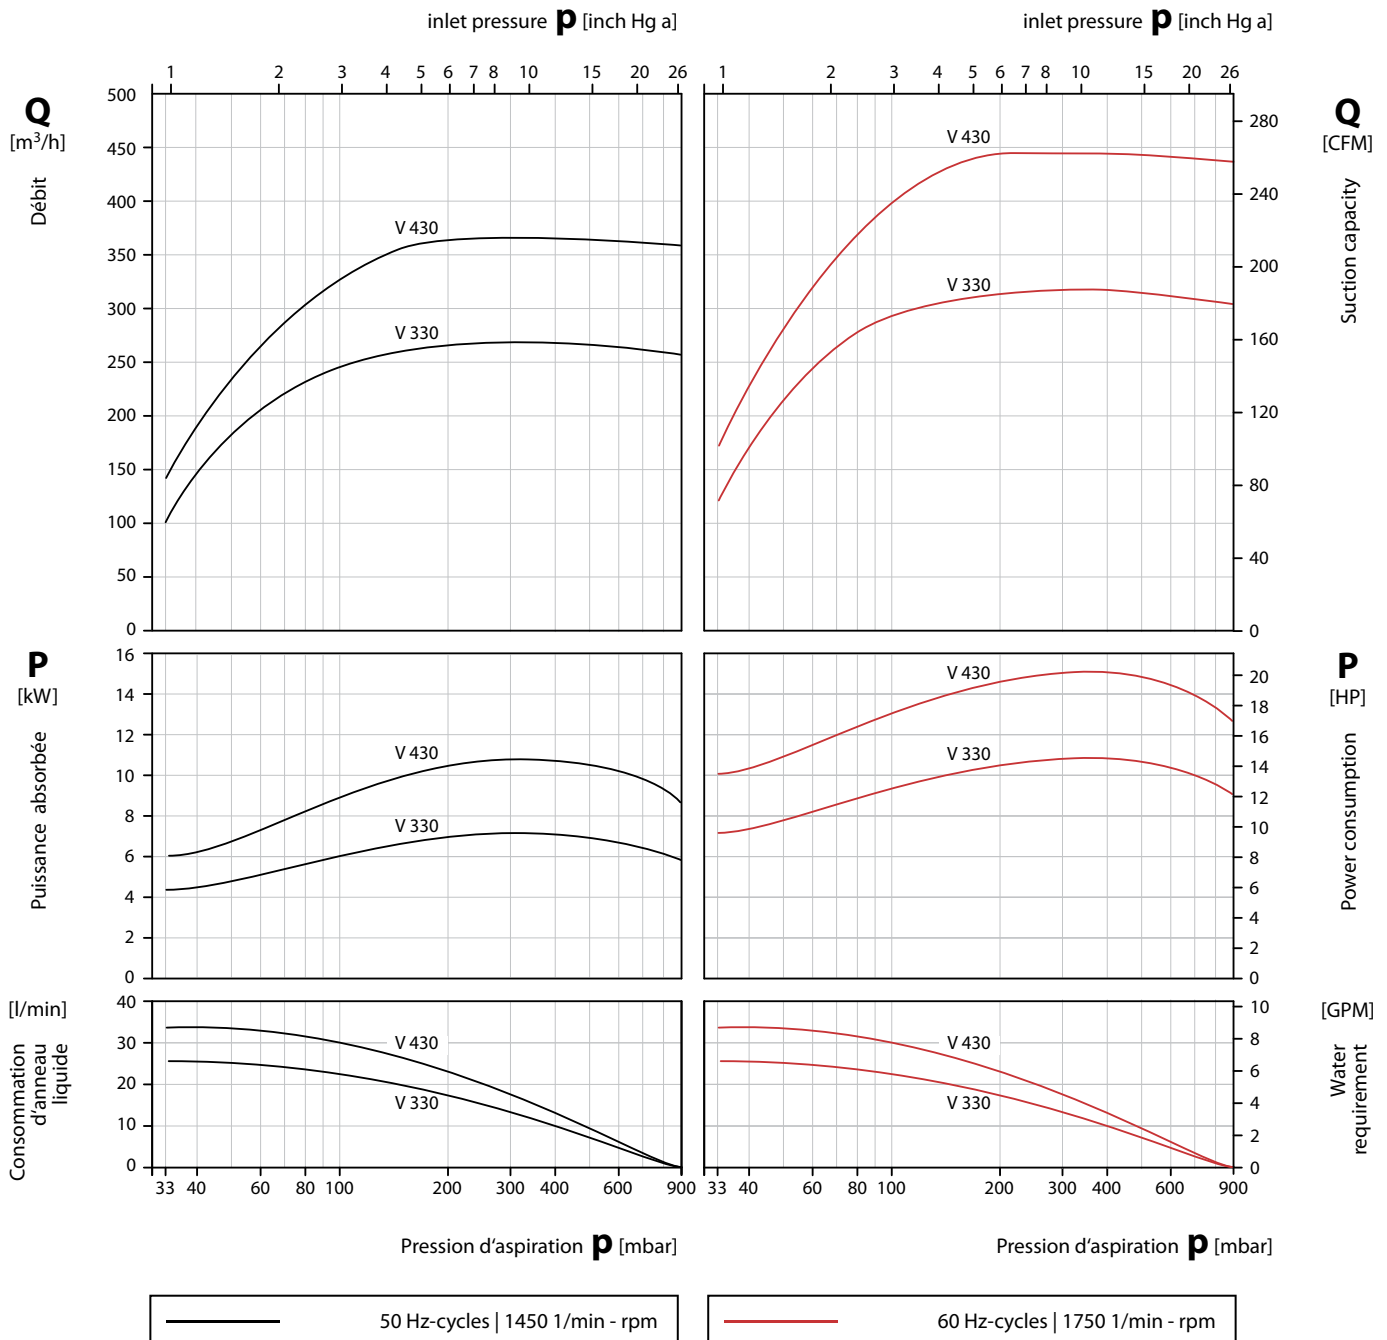 inlet pressure p [inch Hg a] inlet pressure p [inch Hg a]
1 2 3 4 5 6 7 8 10 15 20 26 1 2 3 4 5 6 7 8 10 15 20 26
Q
[m³/h]
Débit
500
450
400
350
300
250
200
150
100
50
0
V 430
V 330
V 430
V 330
280
240
200
160
120
80
40
0
Q
[CFM]
Suction capacity
P
[kW]
Puissance absorbée
16
14
12
10
8
6
4
2
0
V 430
V 330
V 430
V 330
20
18
16
14
12
10
8
6
4
2
0
P
[HP]
Power consumption
[l/min]
Consommation
d'anneau
liquide
40
30
20
10
0
V 430
V 330
V 430
V 330
10
8
6
4
2
0
[GPM]
Water
requirement
33 40 60 80 100 200 300 400 600 900 33 40 60 80 100 200 300 400 600 900
Pression d‘aspiration p [mbar] Pression d‘aspiration p [mbar]
50 Hz-cycles | 1450 1/min - rpm 60 Hz-cycles | 1750 1/min - rpm